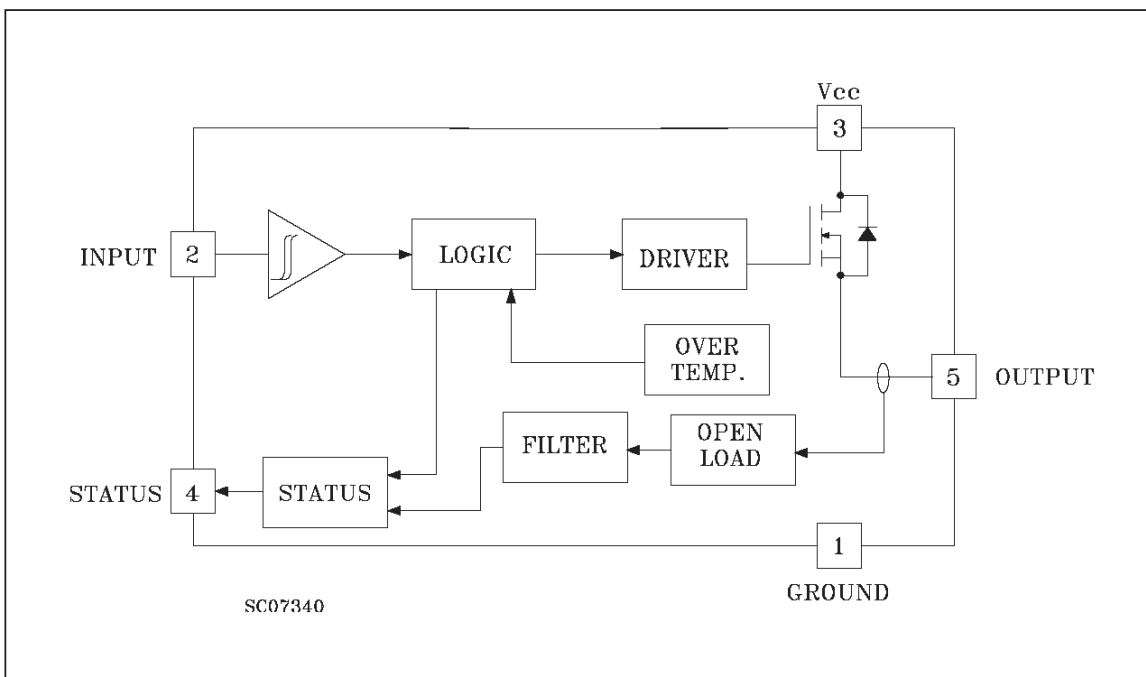 Vcc
3
INPUT
2
LOGIC
DRIVER
OVER
TEMP.
5
OUTPUT
OPEN
LOAD
FILTER
STATUS
4
STATUS
1
GROUND
SC07340